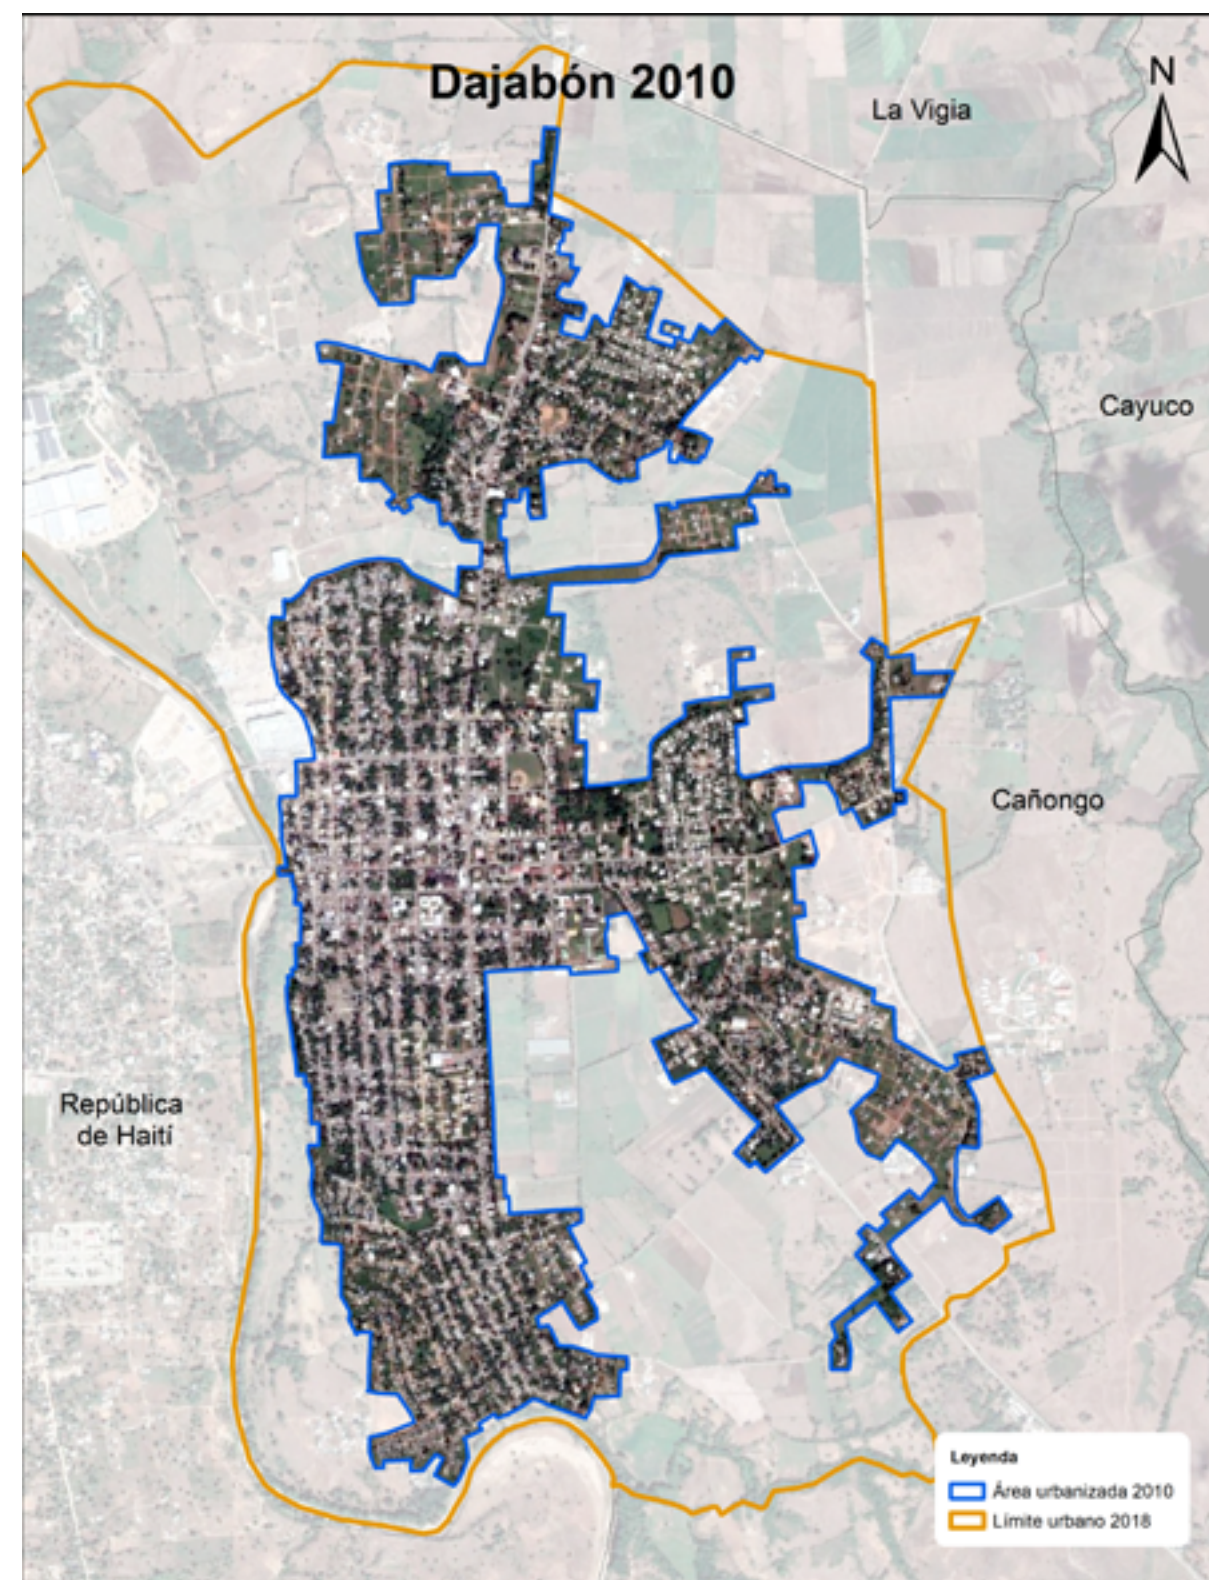 Dajabón 2010
N
La Vigia
Cayuco
Cañongo
República
de Haití
Leyenda
Área urbanizada 2010
Límite urbano 2018